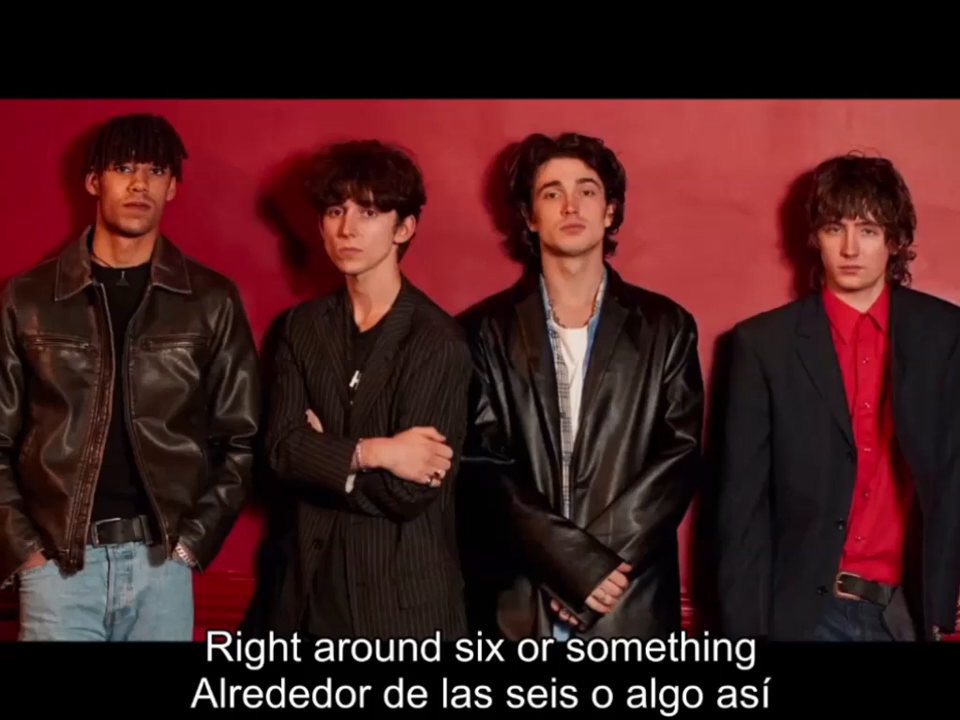 Right around six or something
Alrededor de las seis o algo así